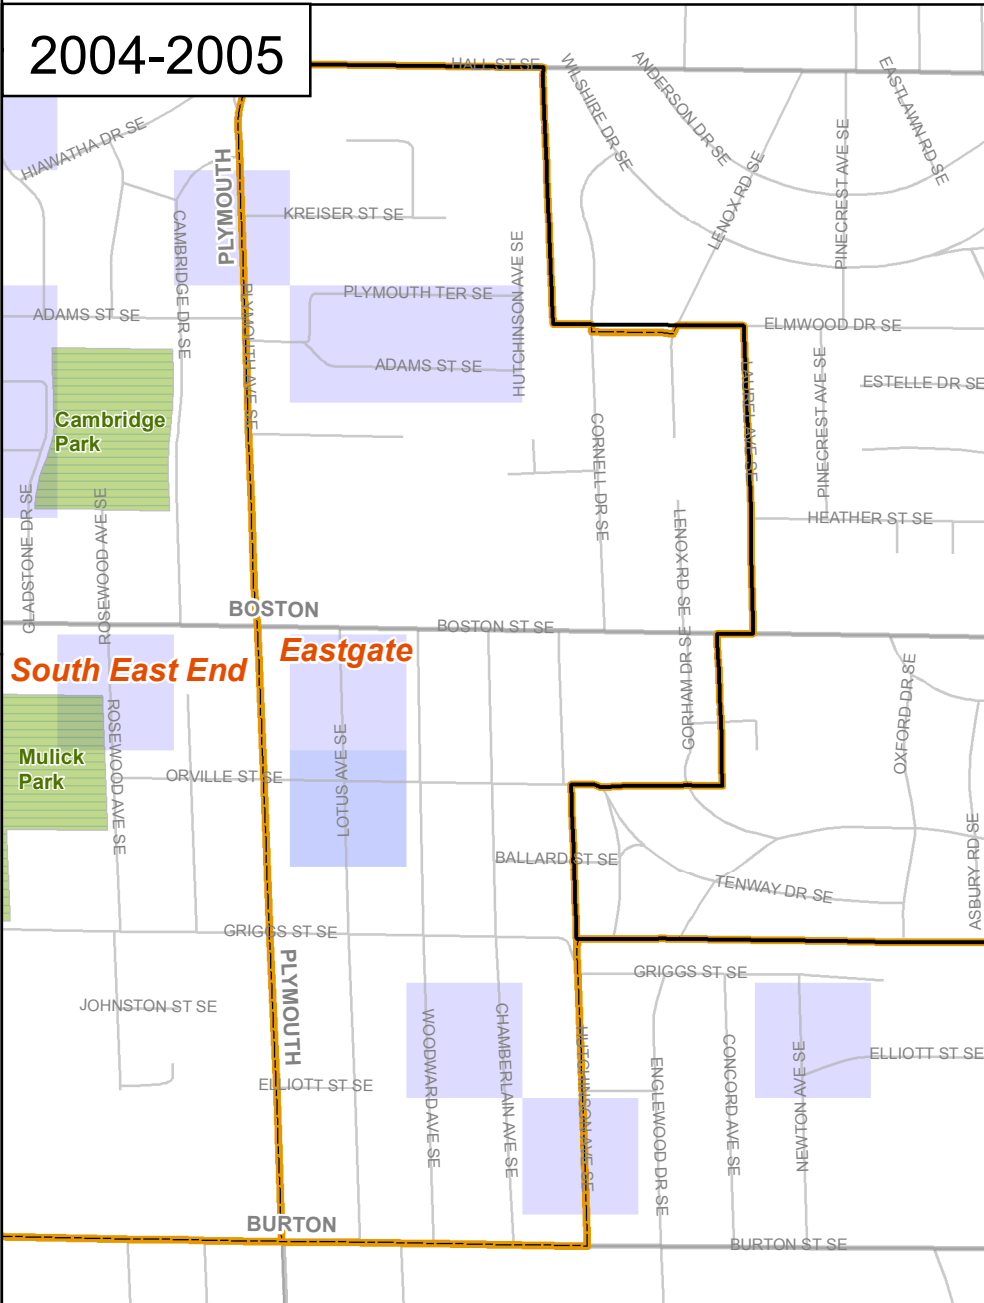 2004-2005
HALL ST SE
WILSHIRE DR SE
ANDERSON DR SE
EASTLAWN RD SE
HIAWATHA DR SE
PLYMOUTH
LENOX RD SE
PINECREST AVE SE
KREISER ST SE
CAMBRIDGE DR SE
HUTCHINSON AVE SE
PLYMOUTH TER SE
ADAMS ST SE
PLYMOUTH AVE SE
ELMWOOD DR SE
ADAMS ST SE
LAUREL AVE SE
PINECREST AVE SE
ESTELLE DR SE
Cambridge
Park
CORNELL DR SE
GLADSTONE DR SE
ROSEWOOD AVE SE
LENOX RD SE
HEATHER ST SE
BOSTON
BOSTON ST SE
South East End
Eastgate
GORHAM DR SE
OXFORD DR SE
Mulick
Park
ROSEWOOD AVE SE
ORVILLE ST SE
LOTUS AVE SE
BALLARD ST SE
TENWAY DR SE
ASBURY RD SE
GRIGGS ST SE
PLYMOUTH
GRIGGS ST SE
JOHNSTON ST SE
WOODWARD AVE SE
CHAMBERLAIN AVE SE
HUTCHINSON AVE SE
ENGLEWOOD DR SE
CONCORD AVE SE
NEWTON AVE SE
ELLIOTT ST SE
ELLIOTT ST SE
BURTON
BURTON ST SE